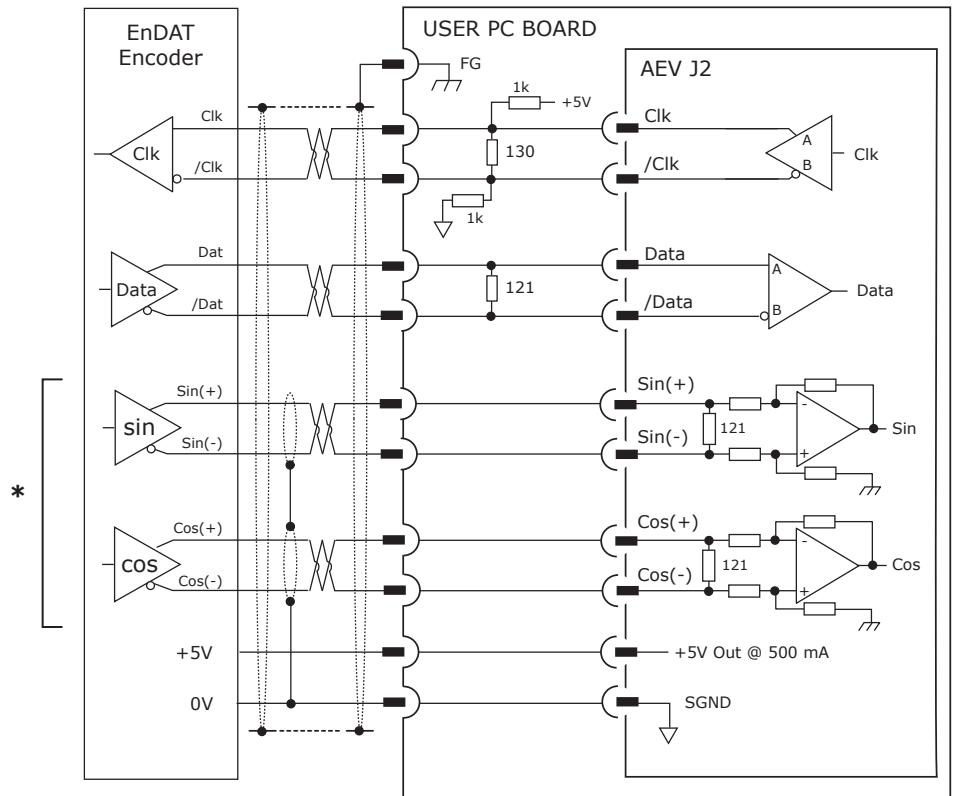 EnDAT
Encoder
USER PC BOARD
FG
AEV J2
1k
+5V
Clk
Clk
Clk
/Clk
130
Clk
/Clk
A
B
Clk
1k
Dat
Data
/Dat
121
Data
/Data
A
B
Data
*
Sin(+)
sin
Sin(-)
Sin(+)
Sin(-)
121
-
+
Sin
Cos(+)
cos
Cos(-)
Cos(+)
Cos(-)
121
-
+
Cos
+5V
+5V Out @ 500 mA
0V
SGND